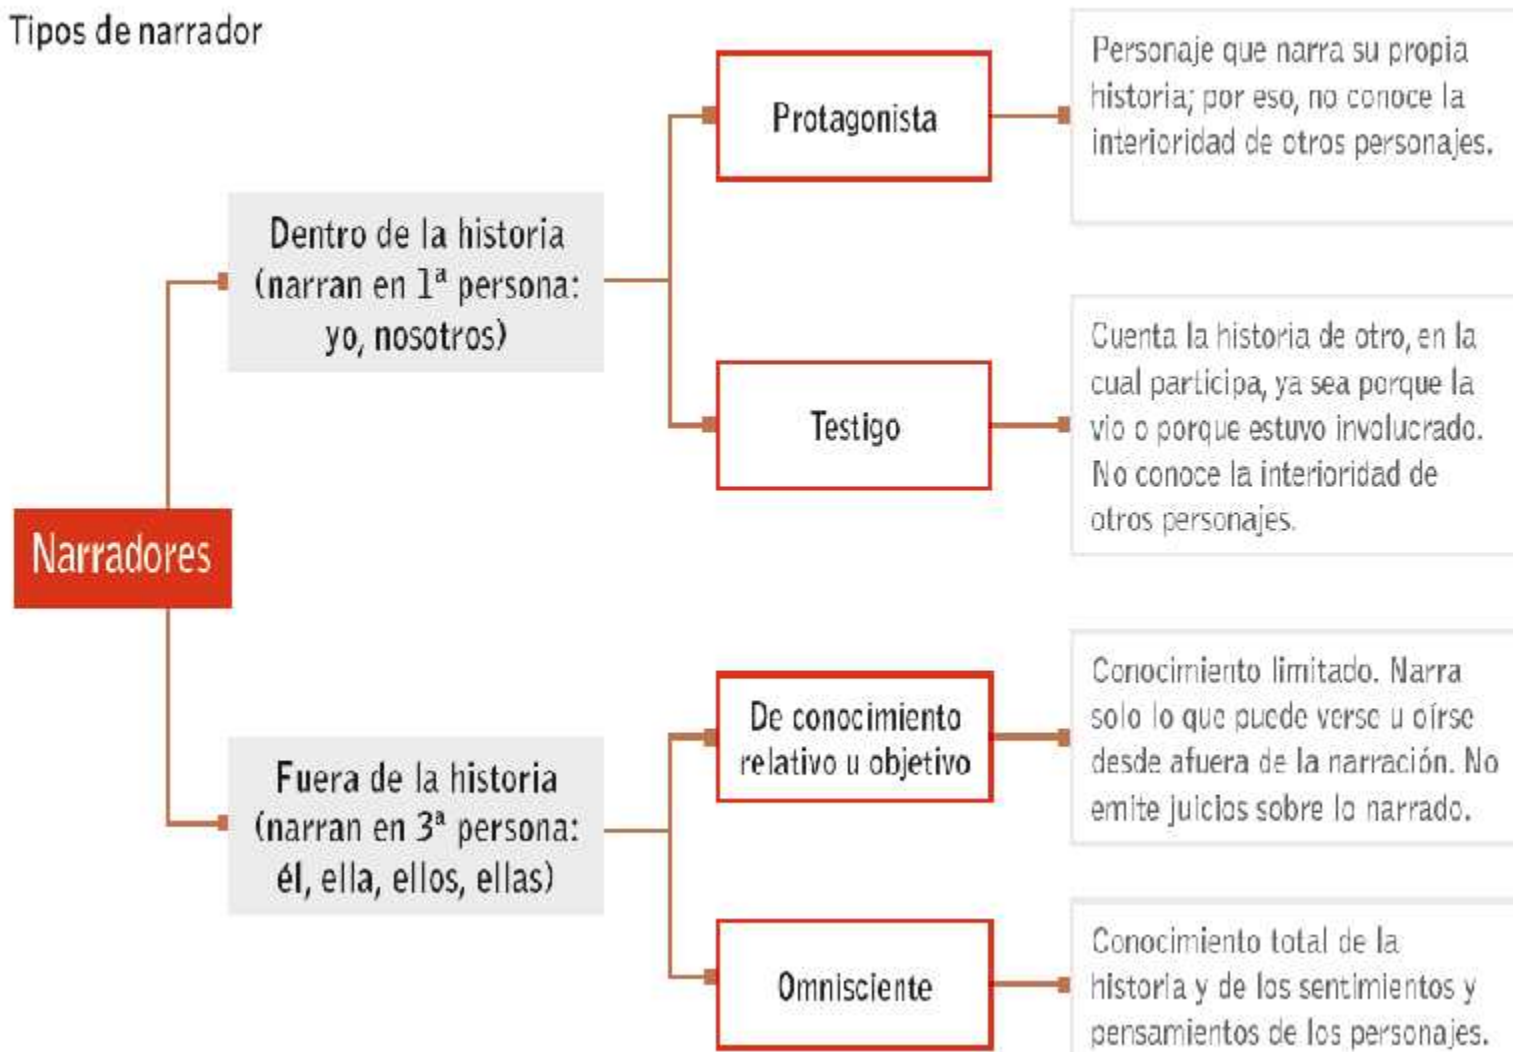 Tipos de narrador
Narradores
Dentro de la historia
(narran en 1ª persona:
yo, nosotros)
Protagonista
Personaje que narra su propia
historia; por eso, no conoce la
interioridad de otros personajes.
Testigo
Cuenta la historia de otro, en la
cual participa, ya sea porque la
vio o porque estuvo involucrado.
No conoce la interioridad de
otros personajes.
Fuera de la historia
(narran en 3ª persona:
él, ella, ellos, ellas)
De conocimiento
relativo u objetivo
Conocimiento limitado. Narra
solo lo que puede verse u oírse
desde afuera de la narración. No
emite juicios sobre lo narrado.
Omnisciente
Conocimiento total de la
historia y de los sentimientos y
pensamientos de los personajes.